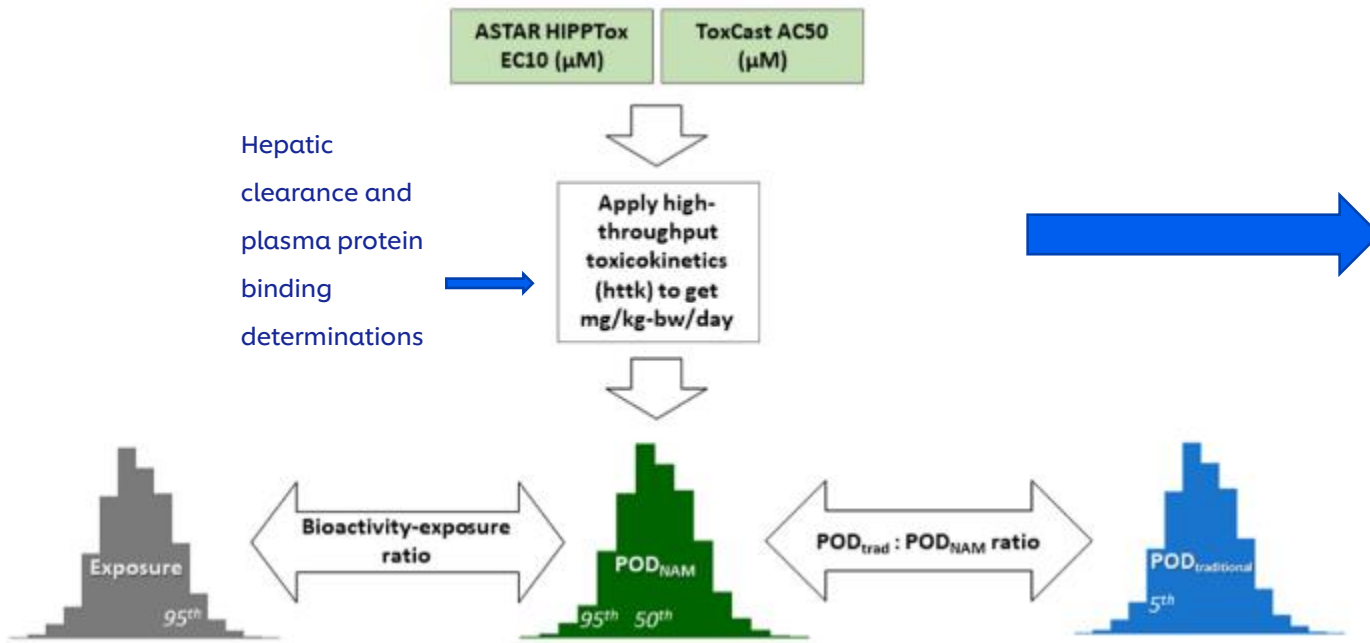 ASTAR HIPPTox
EC10 (µM)
ToxCast AC50
(µM)
Hepatic
clearance and
plasma protein
binding
determinations
Apply high-
throughput
toxicokinetics
(httk) to get
mg/kg-bw/day
Exposure
95th
Bioactivity-exposure
ratio
PODNAM
95th 50th
PODtrad : PODNAM ratio
PODtraditional
5th